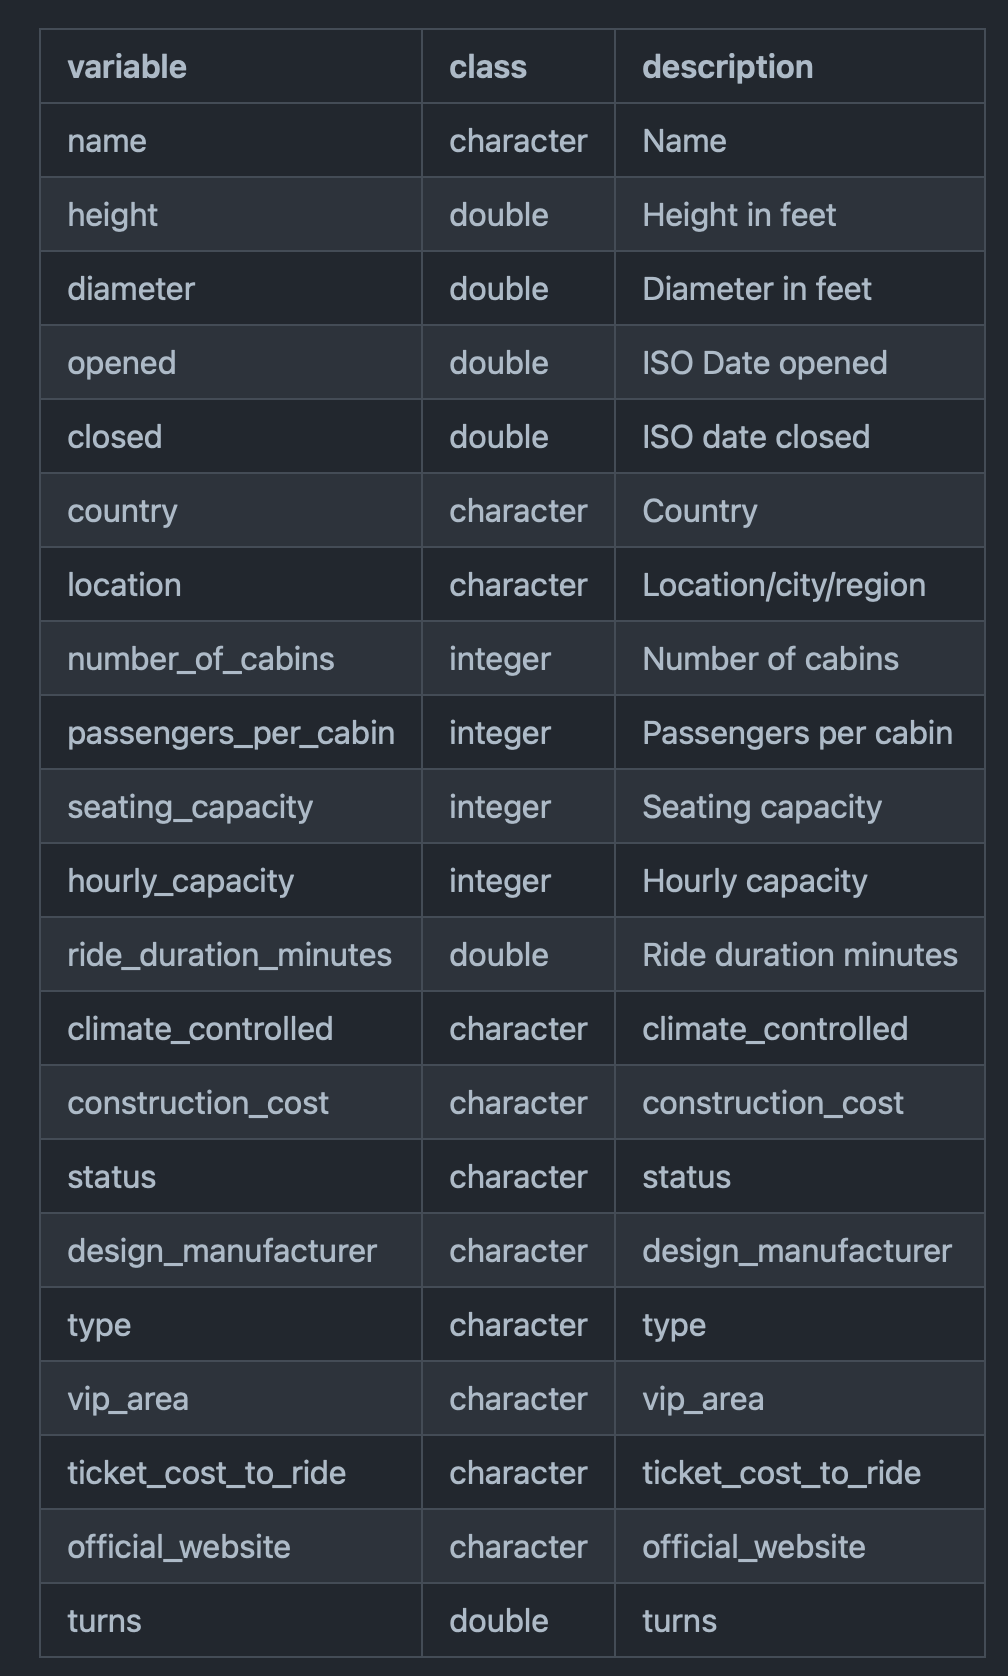 variable class description
name character Name
height double Height in feet
diameter double Diameter in feet
opened double ISO Date opened
closed double ISO date closed
country character Country
location character Location/city/region
number_of_cabins integer Number of cabins
passengers_per_cabin integer Passengers per cabin
seating_capacity integer Seating capacity
hourly_capacity integer Hourly capacity
ride_duration_minutes double Ride duration minutes
climate_controlled character climate_controlled
construction_cost character construction_cost
status character status
design_manufacturer character design_manufacturer
type character type
vip_area character vip_area
ticket_cost_to_ride character ticket_cost_to_ride
official_website character official_website
turns double turns